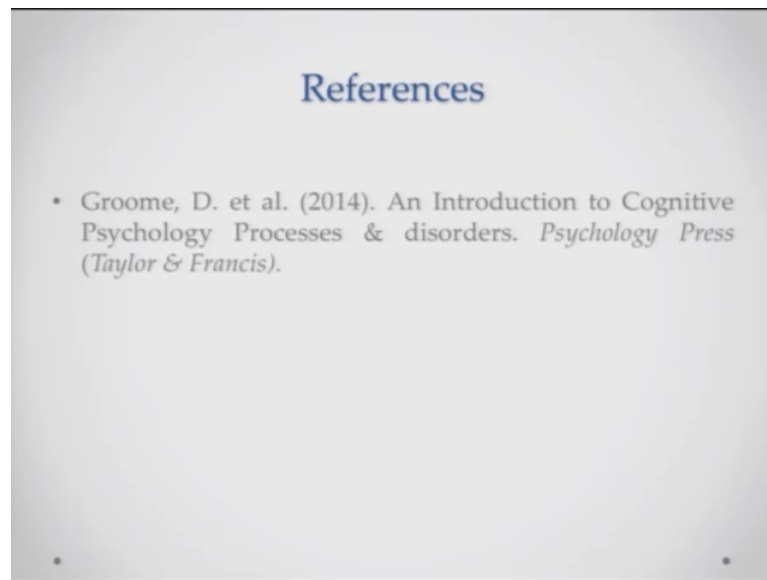 References
• Groome, D. et al. (2014). An Introduction to Cognitive
Psychology Processes & disorders. Psychology Press
(Taylor & Francis).